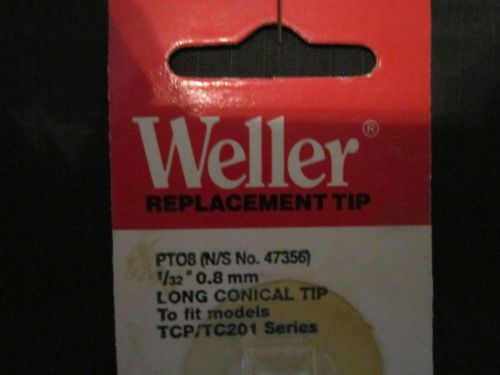 Weller®
REPLACEMENT TIP
PTO8 (N/S No. 47356)
1/32" 0.8 mm
LONG CONICAL TIP
To fit models
TCP/TC201 Series